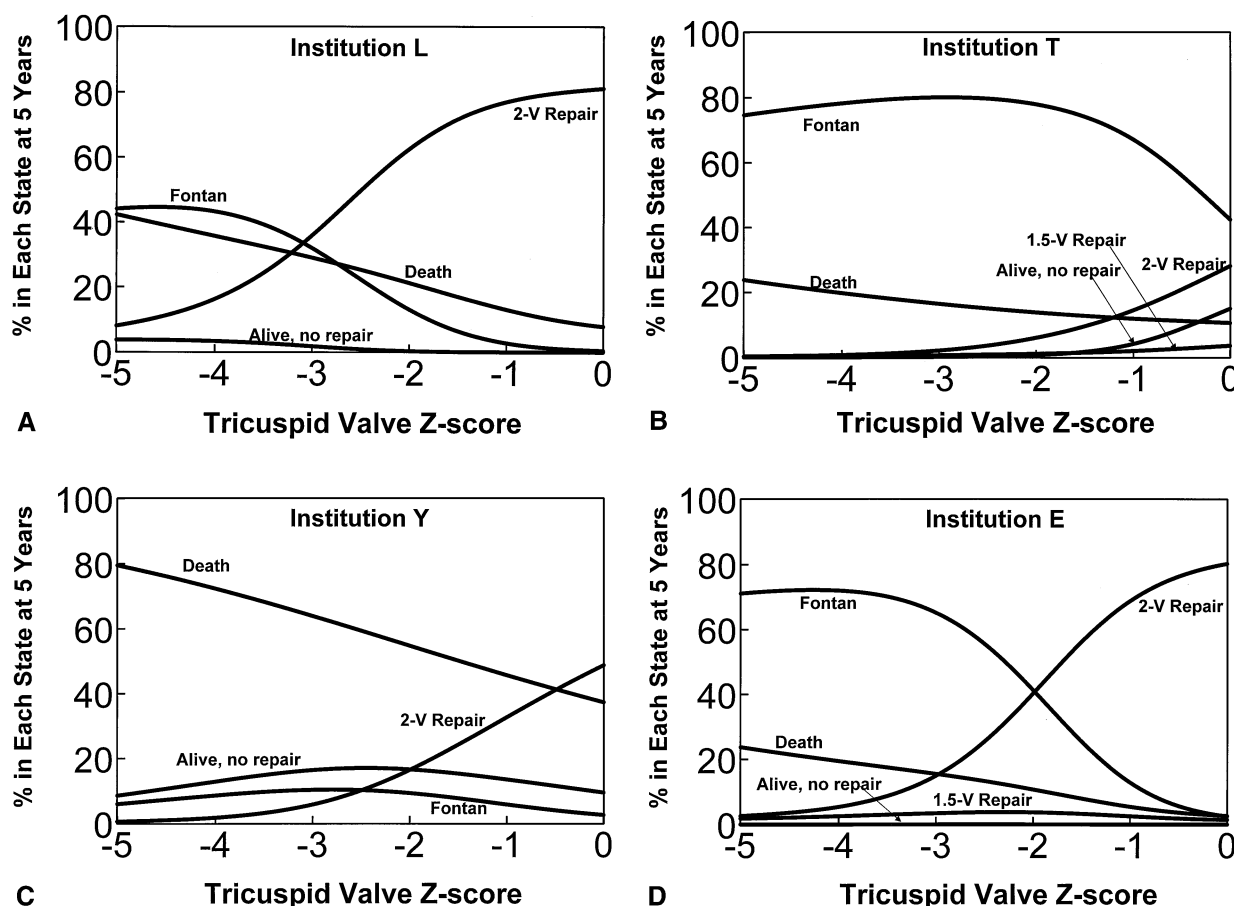 Institution L
% in Each State at 5 Years
100
80
60
40
20
0
2-V Repair
Fontan
Death
Alive, no repair
-5 -4 -3 -2 -1 0
Tricuspid Valve Z-score
A
Institution T
% in Each State at 5 Years
100
80
60
40
20
0
Fontan
1.5-V Repair
Alive, no repair
2-V Repair
Death
-5 -4 -3 -2 -1 0
Tricuspid Valve Z-score
B
Institution Y
% in Each State at 5 Years
100
80
60
40
20
0
Death
2-V Repair
Alive, no repair
Fontan
-5 -4 -3 -2 -1 0
Tricuspid Valve Z-score
C
Institution E
% in Each State at 5 Years
100
80
60
40
20
0
Fontan
2-V Repair
Death
Alive, no repair
1.5-V Repair
-5 -4 -3 -2 -1 0
Tricuspid Valve Z-score
D